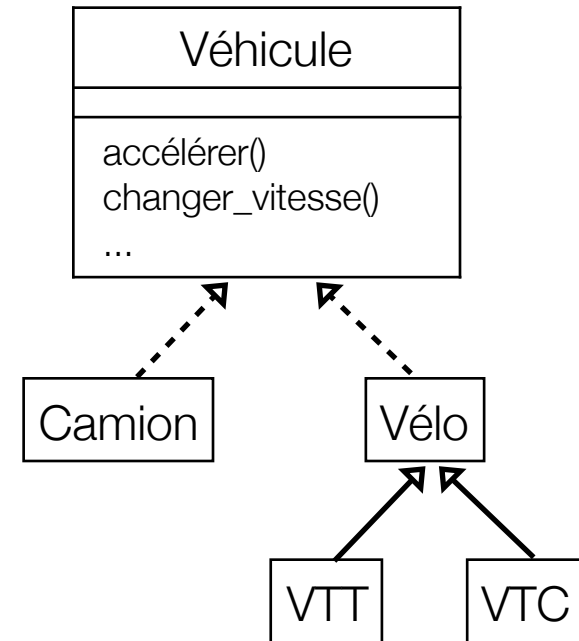 Véhicule
accélérer()
changer_vitesse()
...
Camion
Vélo
VTT
VTC